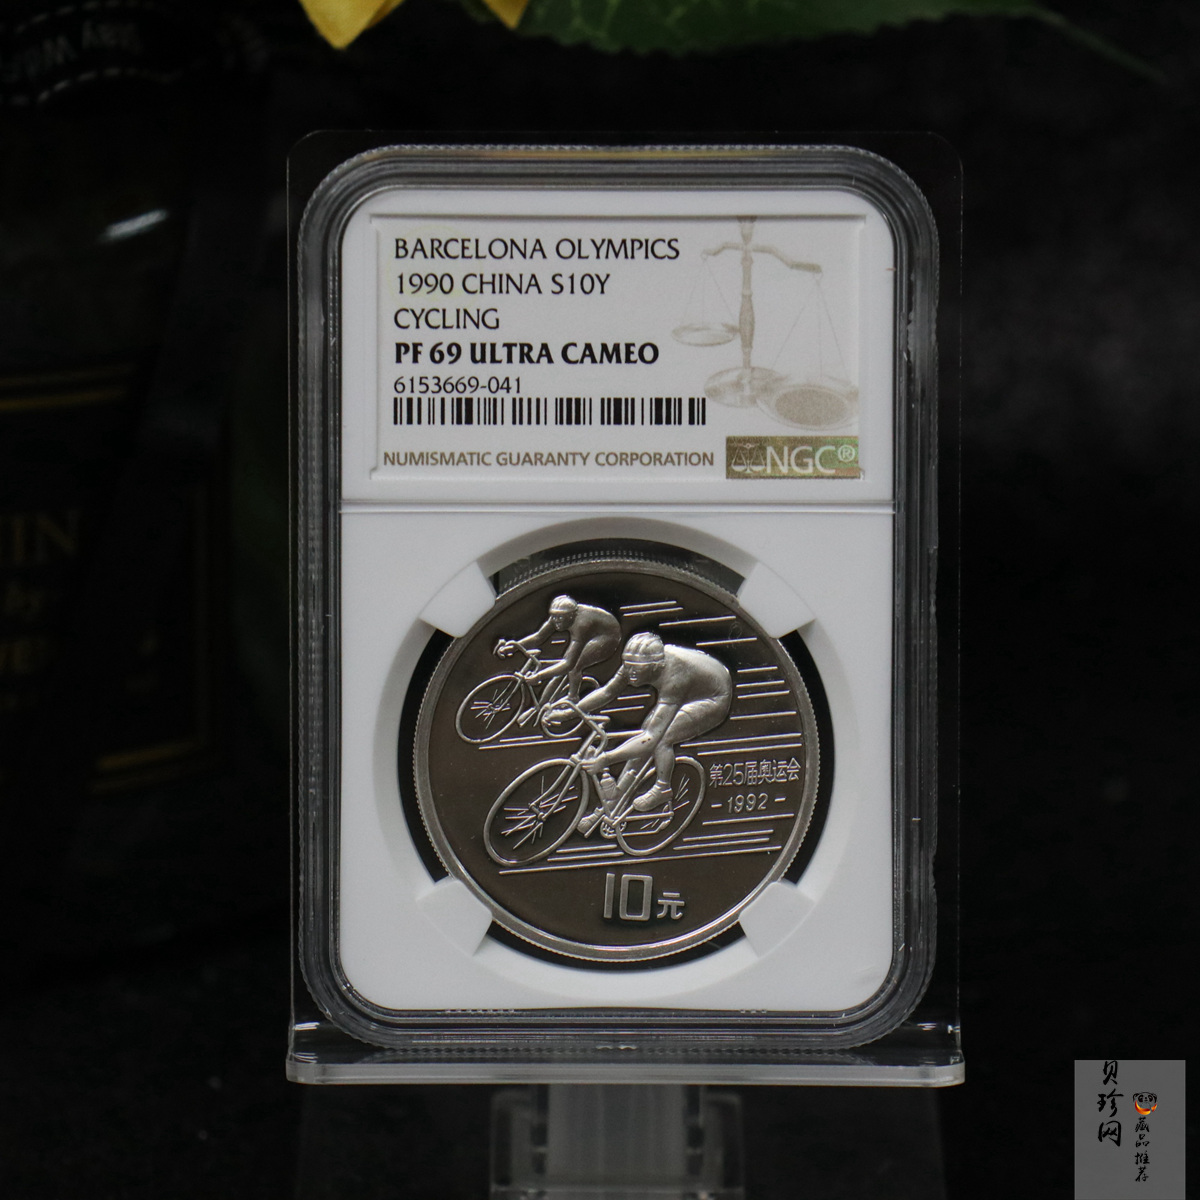 BARCELONA OLYMPICS
1990 CHINA S10Y
CYCLING
PF 69 ULTRA CAMEO
6153669-041
NUMISMATIC GUARANTY CORPORATION
NGC®
第25届奥运会
-1992-
10元
贝珍网
藏品推荐